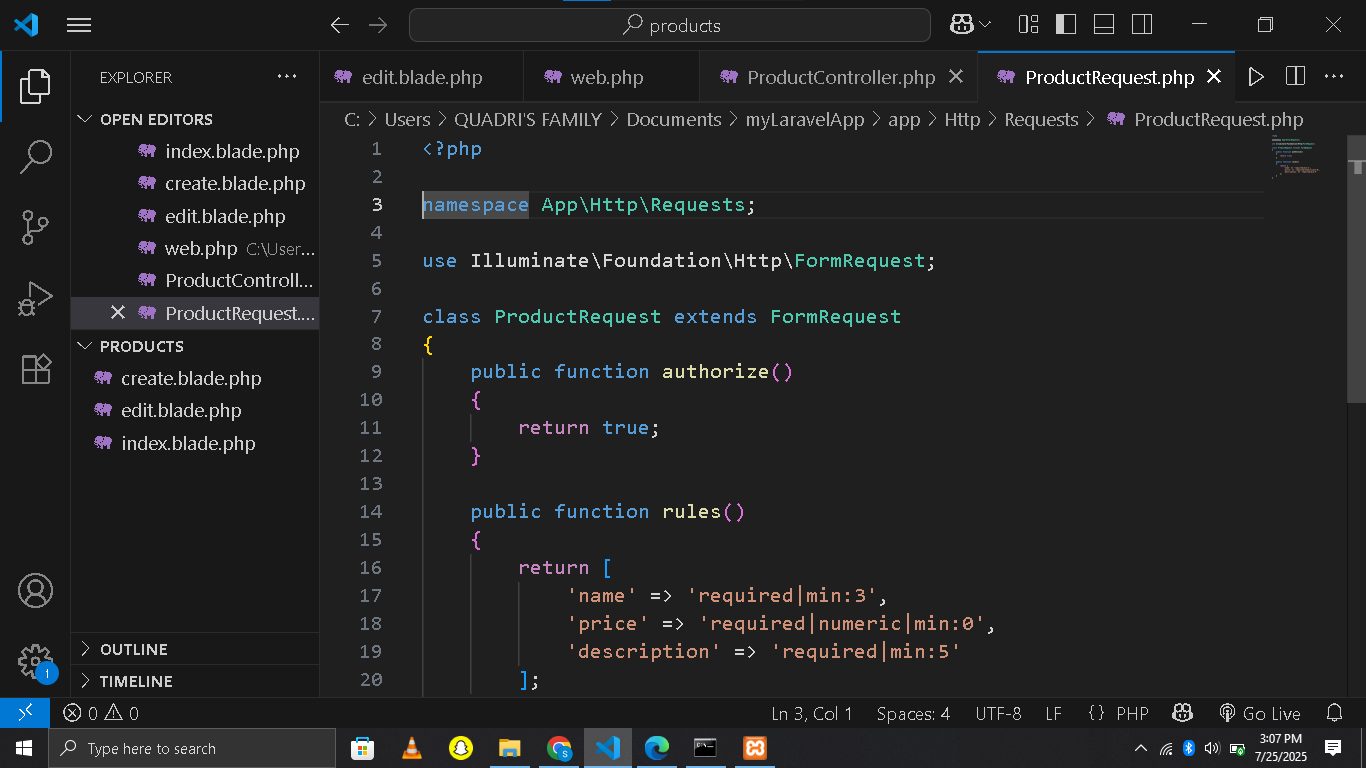 products
EXPLORER
edit.blade.php
web.php
ProductController.php
ProductRequest.php
OPEN EDITORS
index.blade.php
create.blade.php
edit.blade.php
web.php C:\User...
ProductControll...
ProductRequest....
PRODUCTS
create.blade.php
edit.blade.php
index.blade.php
OUTLINE
TIMELINE
C: > Users > QUADRI'S FAMILY > Documents > myLaravelApp > app > Http > Requests > ProductRequest.php
1 <?php
2
3 namespace App\Http\Requests;
4
5 use Illuminate\Foundation\Http\FormRequest;
6
7 class ProductRequest extends FormRequest
8 {
9     public function authorize()
10     {
11         return true;
12     }
13
14     public function rules()
15     {
16         return [
17             'name' => 'required|min:3',
18             'price' => 'required|numeric|min:0',
19             'description' => 'required|min:5'
20         ];
1
0 0
Ln 3, Col 1 Spaces: 4 UTF-8 LF {} PHP Go Live
Type here to search
S
3:07 PM
7/25/2025